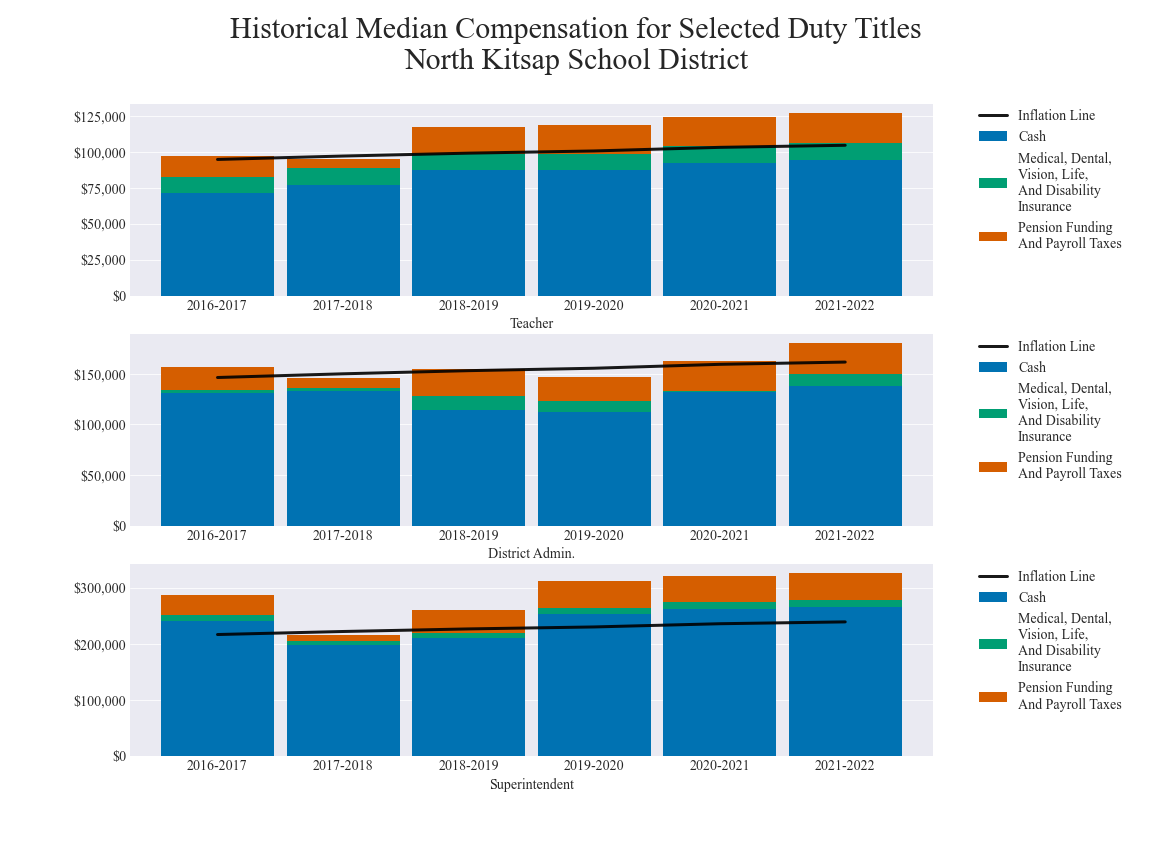 Historical Median Compensation for Selected Duty Titles
North Kitsap School District
$125,000
$100,000
$75,000
$50,000
$25,000
$0
2016-2017 2017-2018 2018-2019 2019-2020 2020-2021 2021-2022
Teacher
Inflation Line
Cash
Medical, Dental,
Vision, Life,
And Disability
Insurance
Pension Funding
And Payroll Taxes
$150,000
$100,000
$50,000
$0
2016-2017 2017-2018 2018-2019 2019-2020 2020-2021 2021-2022
District Admin.
Inflation Line
Cash
Medical, Dental,
Vision, Life,
And Disability
Insurance
Pension Funding
And Payroll Taxes
$300,000
$200,000
$100,000
$0
2016-2017 2017-2018 2018-2019 2019-2020 2020-2021 2021-2022
Superintendent
Inflation Line
Cash
Medical, Dental,
Vision, Life,
And Disability
Insurance
Pension Funding
And Payroll Taxes